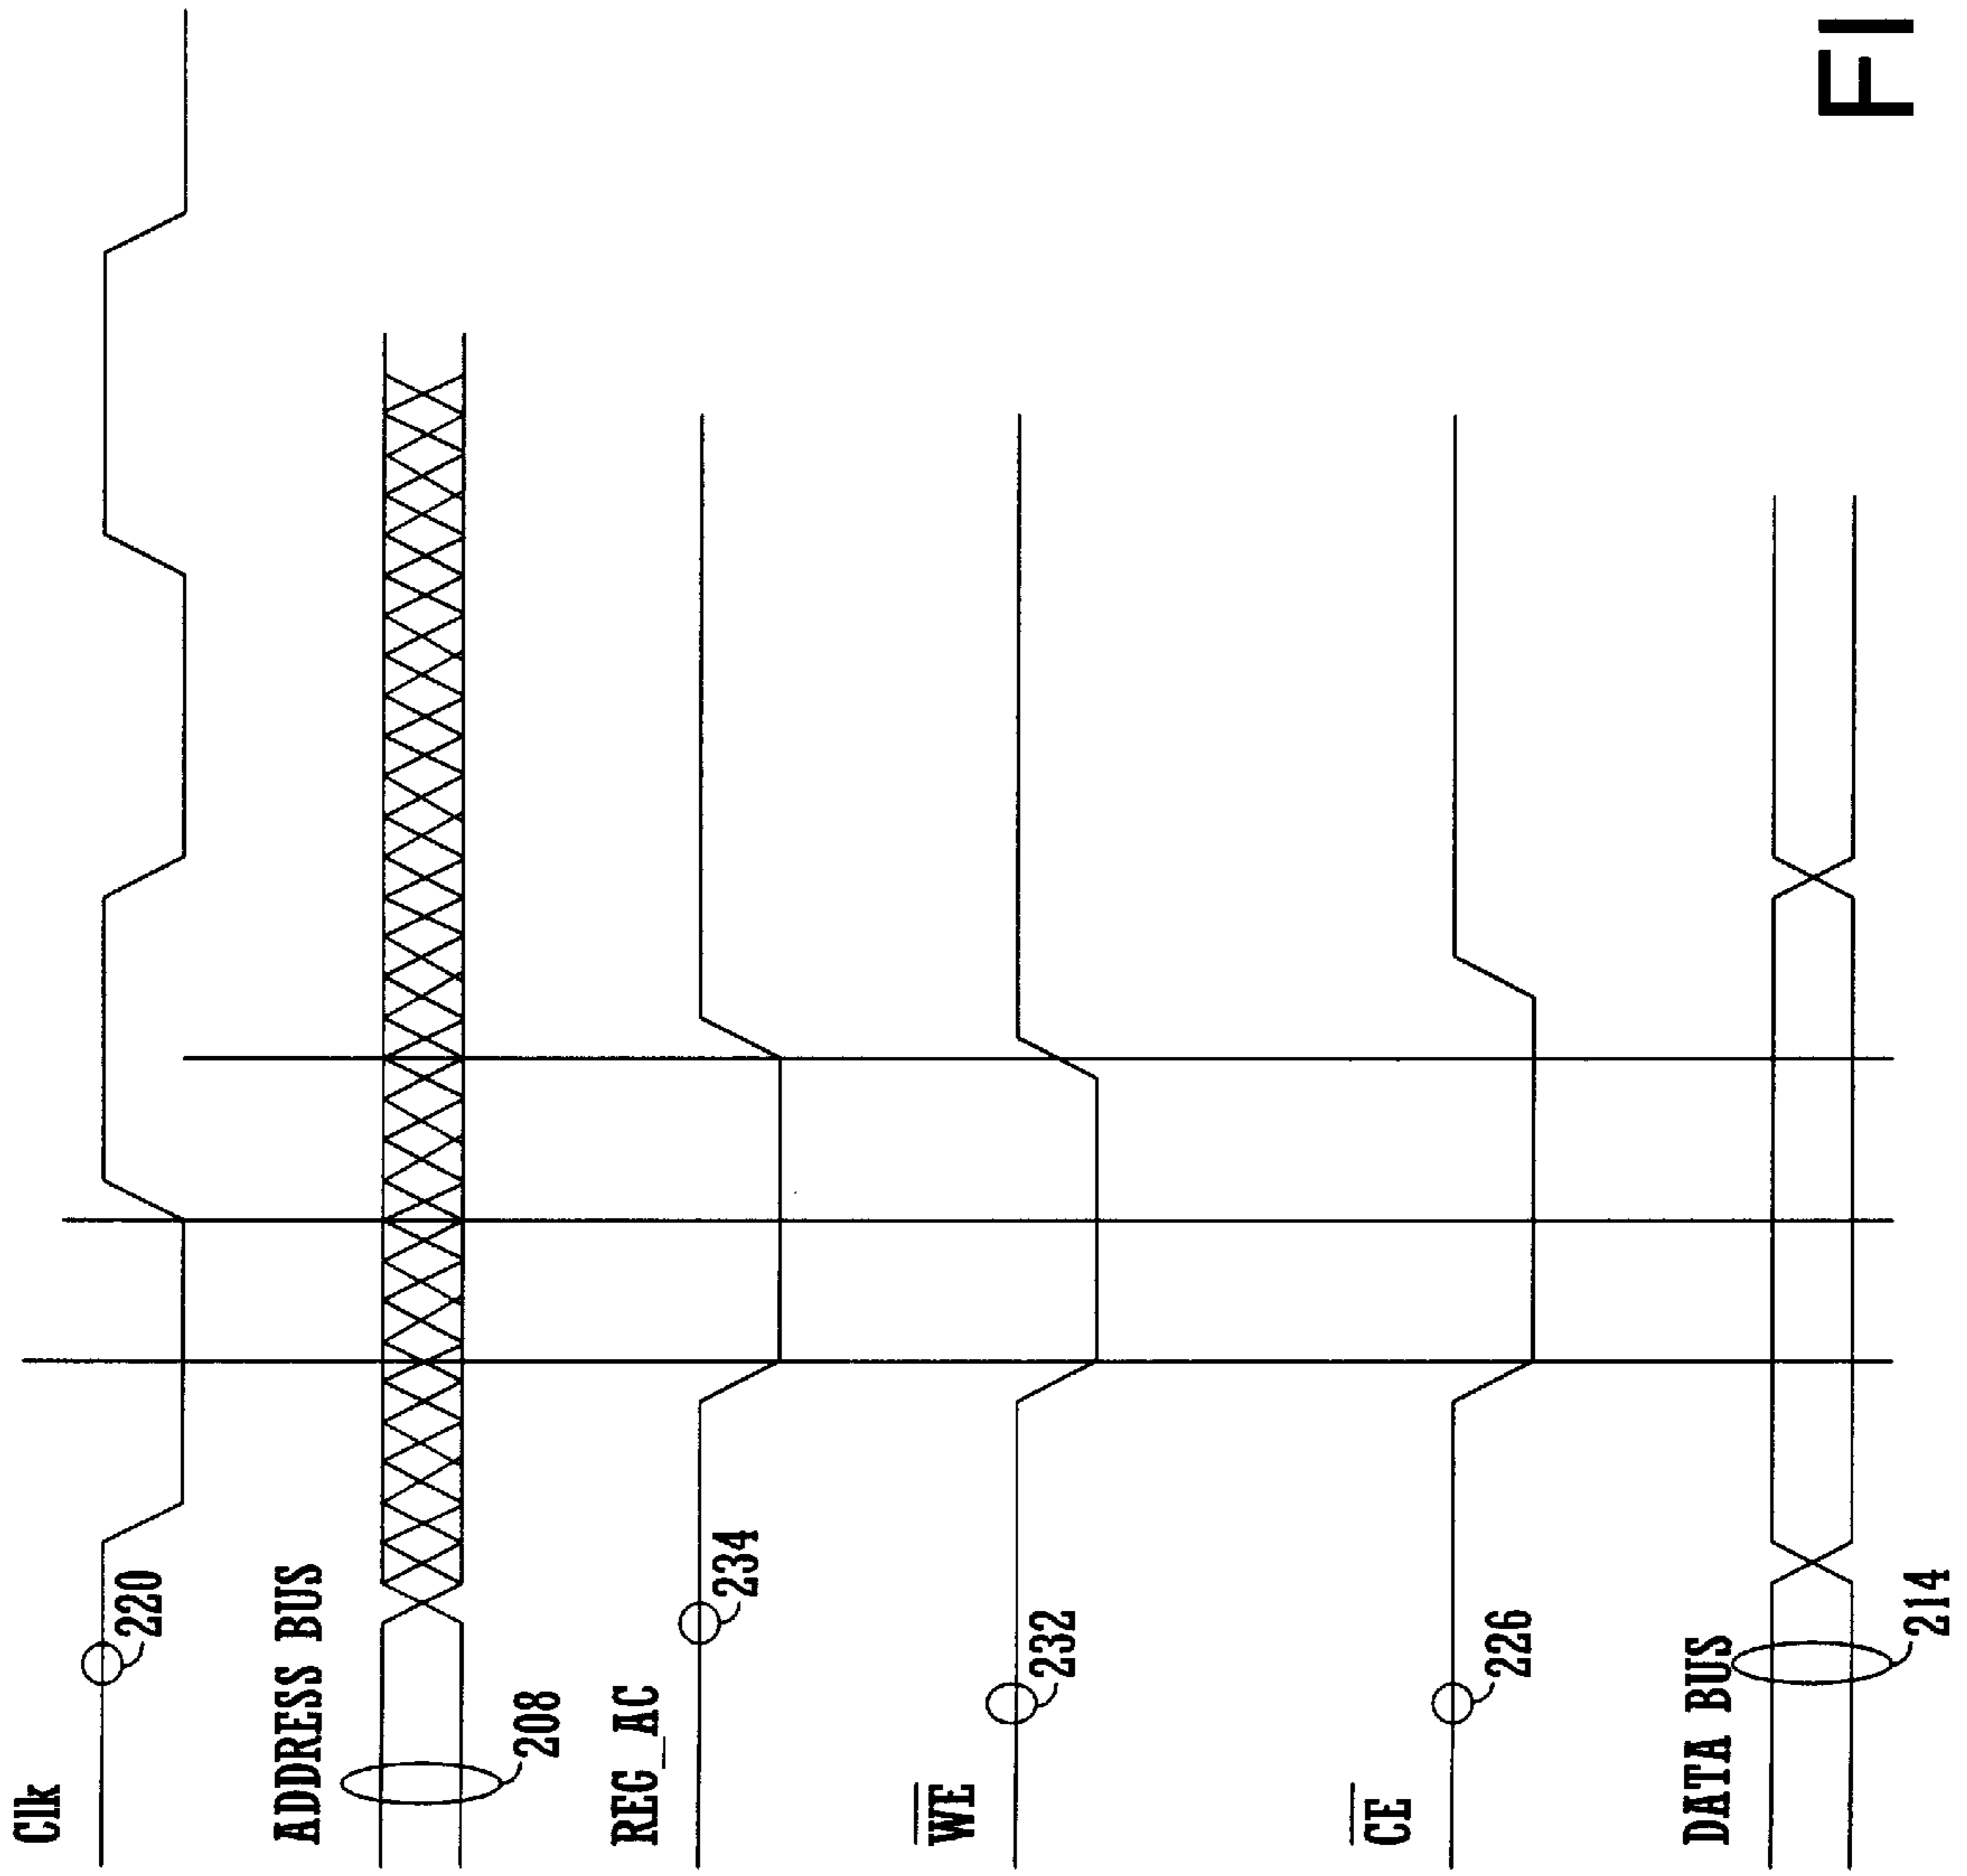 Clk
220
ADDRESS BUS
208
REG_AC
234
WE
232
CE
226
DATA BUS
214
FI